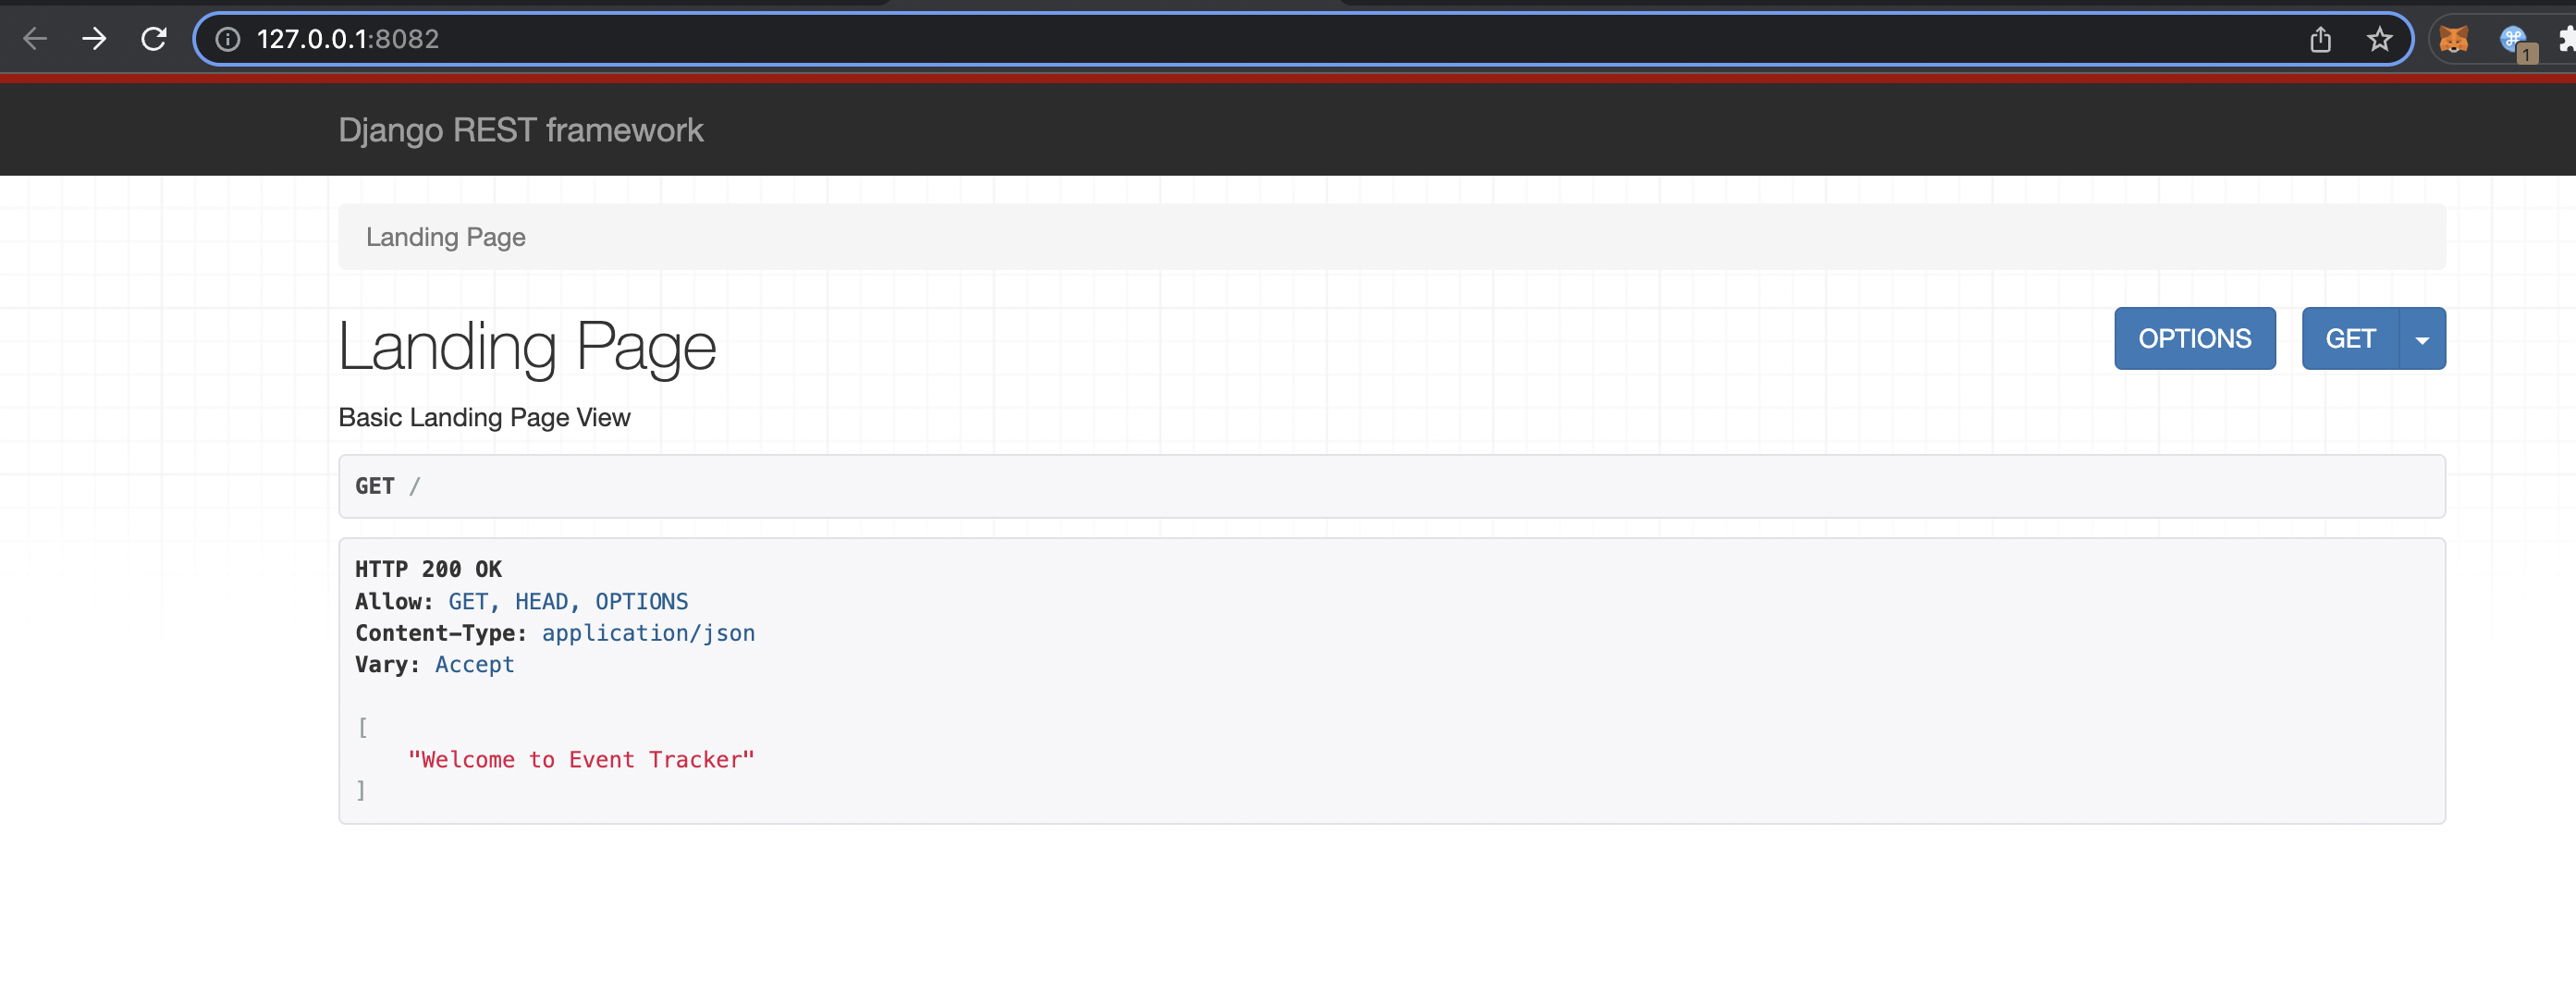 127.0.0.1:8082
1
Django REST framework
Landing Page
Landing Page
OPTIONS
GET
Basic Landing Page View
GET /
HTTP 200 OK
Allow: GET, HEAD, OPTIONS
Content-Type: application/json
Vary: Accept
[
"Welcome to Event Tracker"
]